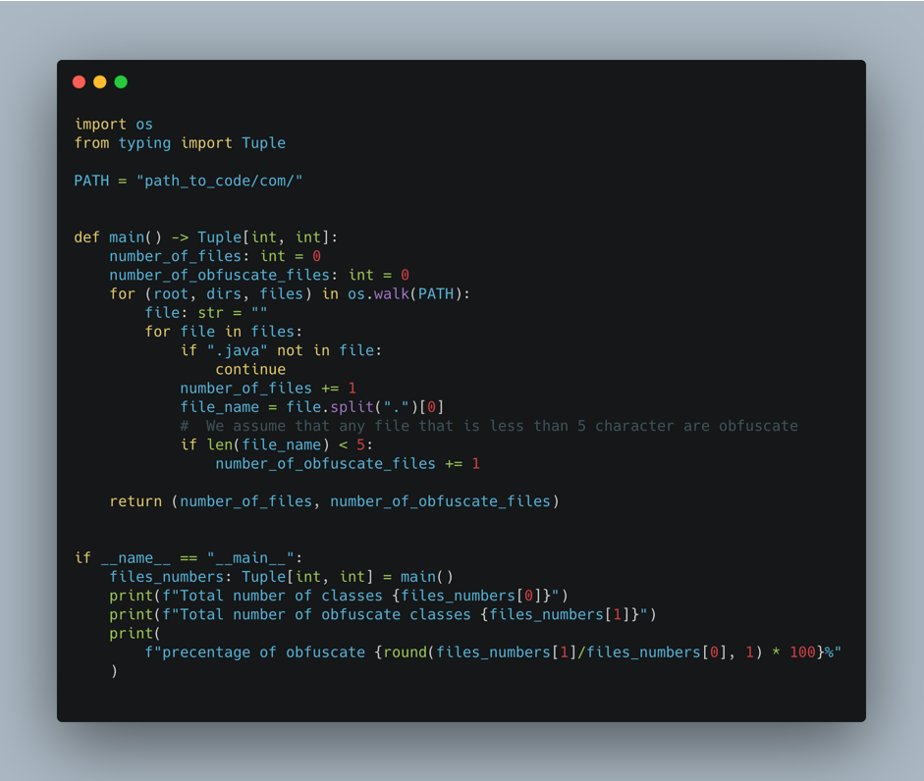 import os
from typing import Tuple

PATH = "path_to_code/com/"


def main() -> Tuple[int, int]:
    number_of_files: int = 0
    number_of_obfuscate_files: int = 0
    for (root, dirs, files) in os.walk(PATH):
        file: str = ""
        for file in files:
            if ".java" not in file:
                continue
            number_of_files += 1
            file_name = file.split(".")[0]
            #  We assume that any file that is less than 5 character are obfuscate
            if len(file_name) < 5:
                number_of_obfuscate_files += 1

    return (number_of_files, number_of_obfuscate_files)


if __name__ == "__main__":
    files_numbers: Tuple[int, int] = main()
    print(f"Total number of classes {files_numbers[0]}")
    print(f"Total number of obfuscate classes {files_numbers[1]}")
    print(
        f"precentage of obfuscate {round(files_numbers[1]/files_numbers[0], 1) * 100}%"
    )